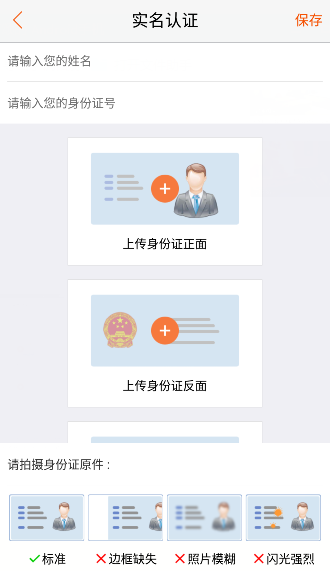 实名认证
保存
请输入您的姓名
请输入您的身份证号
上传身份证正面
上传身份证反面
请拍摄身份证原件：
标准
边框缺失
照片模糊
闪光强烈